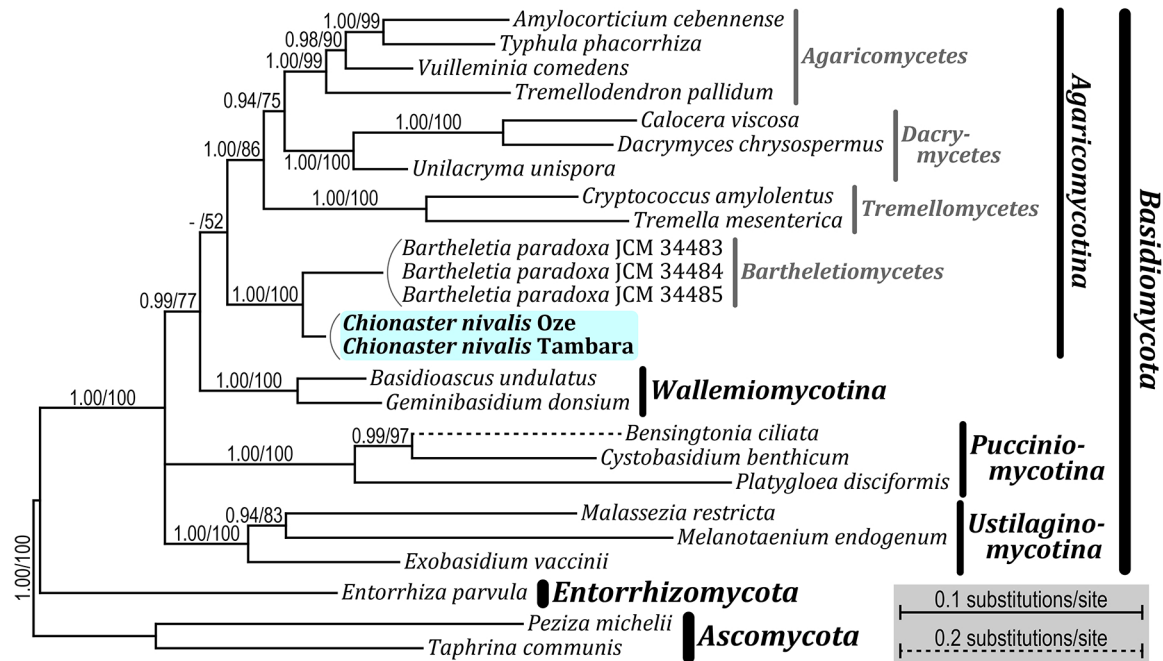 1.00/99
Amylocorticium cebennense
0.98/90
Typhula phacorrhiza
1.00/99
Vuilleminia comedens
Tremellodendron pallidum
Agaricomycetes
0.94/75
1.00/100
Calocera viscosa
Dacrymyces chrysospermus
1.00/100
Unilacryma unispora
Dacry-
mycetes
1.00/86
1.00/100
Cryptococcus amylolentus
Tremella mesenterica
Tremellomycetes
- /52
Bartheletia paradoxa JCM 34483
Bartheletia paradoxa JCM 34484
Bartheletia paradoxa JCM 34485
Bartheletiomycetes
1.00/100
Chionaster nivalis Oze
Chionaster nivalis Tambara
Agaricomycotina
0.99/77
1.00/100
Basidioascus undulatus
Geminibasidium donsium
Wallemiomycotina
Basidiomycota
1.00/100
0.99/97
Bensingtonia ciliata
1.00/100
Cystobasidium benthicum
Platygloea disciformis
Puccinio-
mycotina
0.94/83
Malassezia restricta
1.00/100
Melanotaenium endogenum
Exobasidium vaccinii
Ustilagino-
mycotina
1.00/100
Entorrhiza parvula
Entorrhizomycota
Peziza michelii
Taphrina communis
Ascomycota
0.1 substitutions/site
0.2 substitutions/site